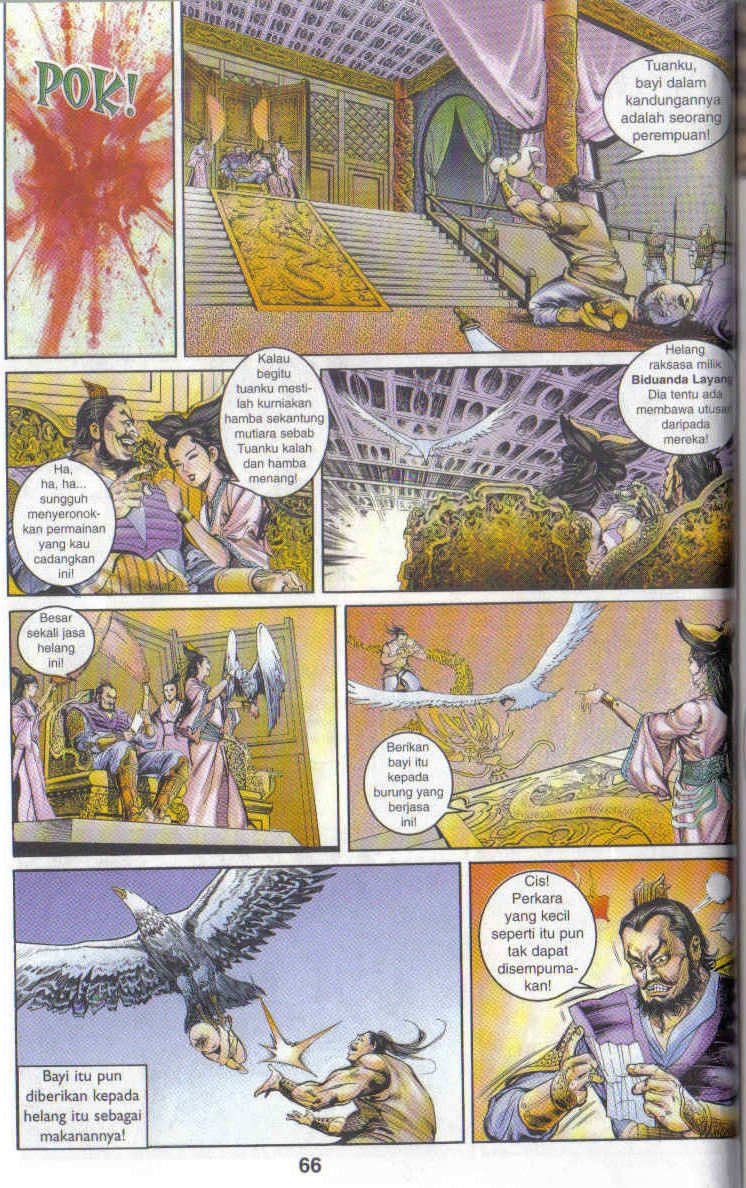 POK!
Tuanku,
bayi dalam
kandungannya
adalah seorang
perempuan!
Ha,
ha, ha...
sungguh
menyeronok-
kan permainan
yang kau
cadangkan
ini!
Kalau
begitu
tuanku mesti-
lah kurniakan
hamba sekantung
mutiara sebab
Tuanku kalah
dan hamba
menang!
Helang
raksasa milik
Biduanda Layang
Dia tentu ada
membawa utusan
daripada
mereka!
Besar
sekali jasa
helang
ini!
Berikan
bayi itu
kepada
burung yang
berjasa
ini!
Bayi itu pun
diberikan kepada
helang itu sebagai
makanannya!
Cis!
Perkara
yang kecil
seperti itu pun
tak dapat
disempurna-
kan!
66